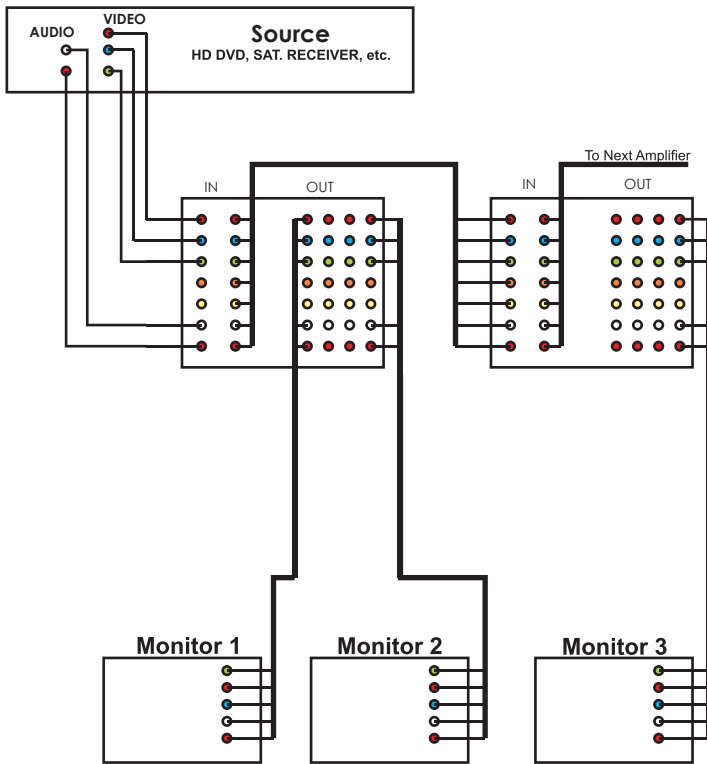 VIDEO
AUDIO
Source
HD DVD, SAT. RECEIVER, etc.
To Next Amplifier
IN
OUT
IN
OUT
Monitor 1
Monitor 2
Monitor 3